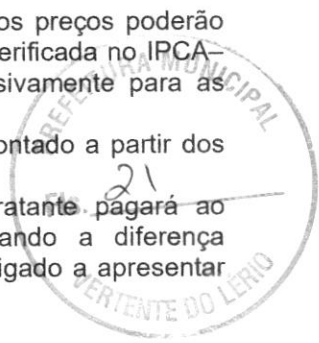 os preços poderão
erificada no IPCA–
sivamente para as
ontado a partir dos
ratante pagará ao
ando a diferença
igado a apresentar
PREFEITURA MUNICIPAL
Fls. 21
VERTENTE DO LÉRIO